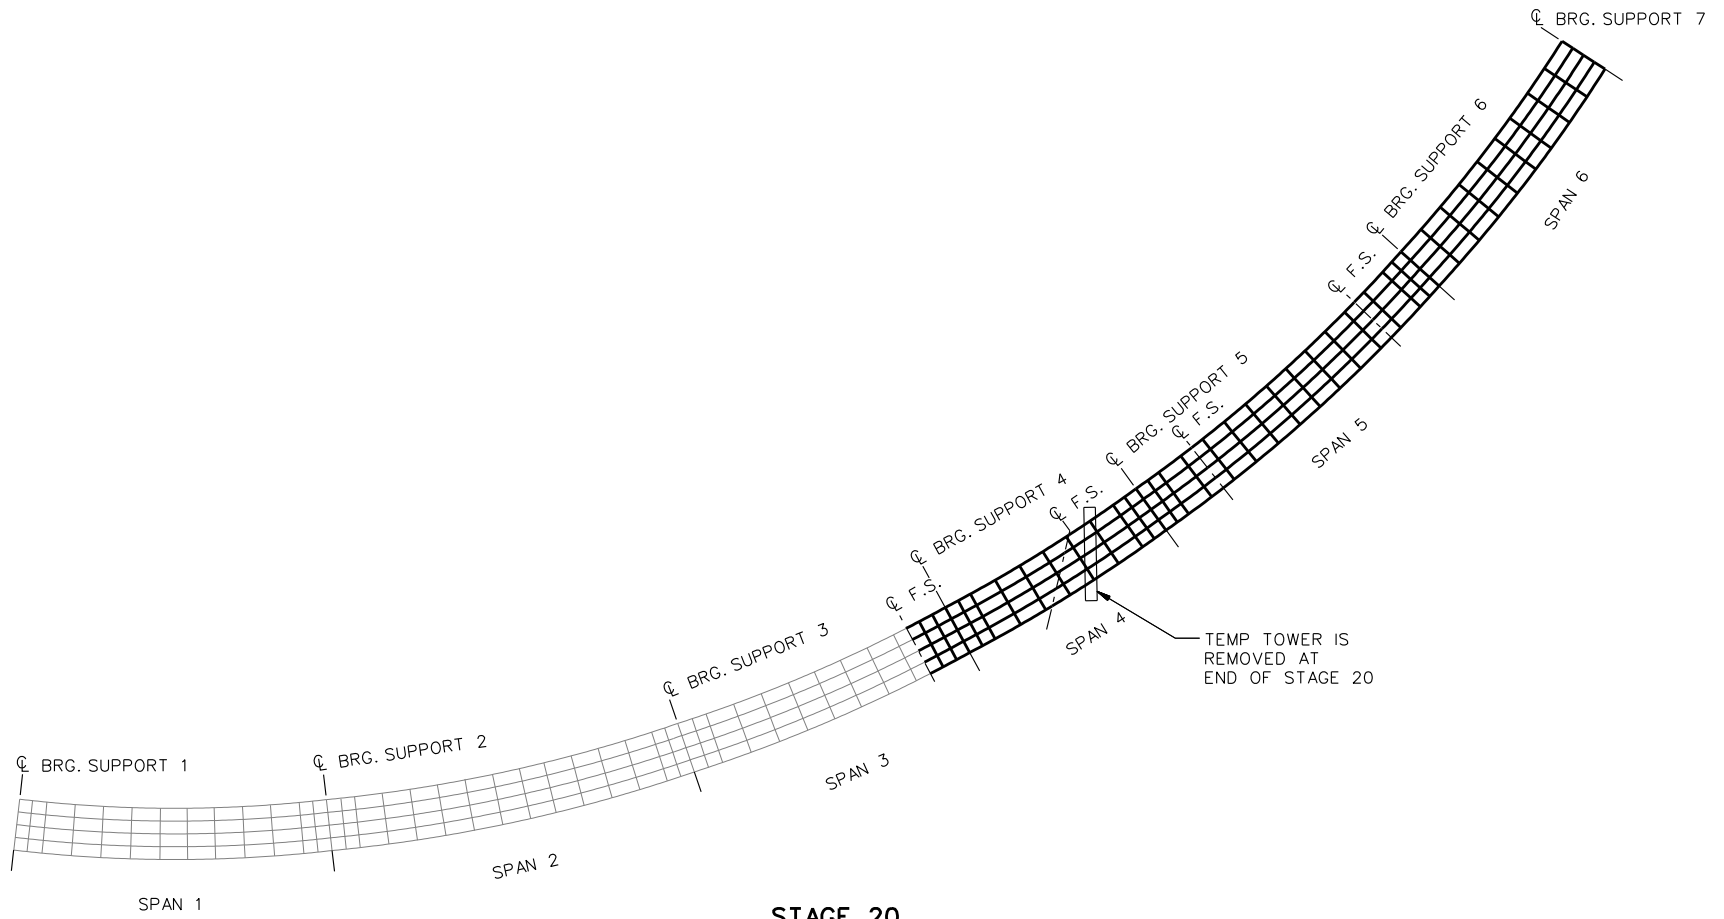 ℄ BRG. SUPPORT 7
℄ BRG. SUPPORT 6
SPAN 6
℄ F.S.
℄ BRG. SUPPORT 5
℄ F.S.
SPAN 5
℄ BRG. SUPPORT 4
℄ F.S.
℄ F.S.
SPAN 4
TEMP TOWER IS
REMOVED AT
END OF STAGE 20
℄ BRG. SUPPORT 3
SPAN 3
℄ BRG. SUPPORT 2
℄ BRG. SUPPORT 1
SPAN 2
SPAN 1
STAGE 20